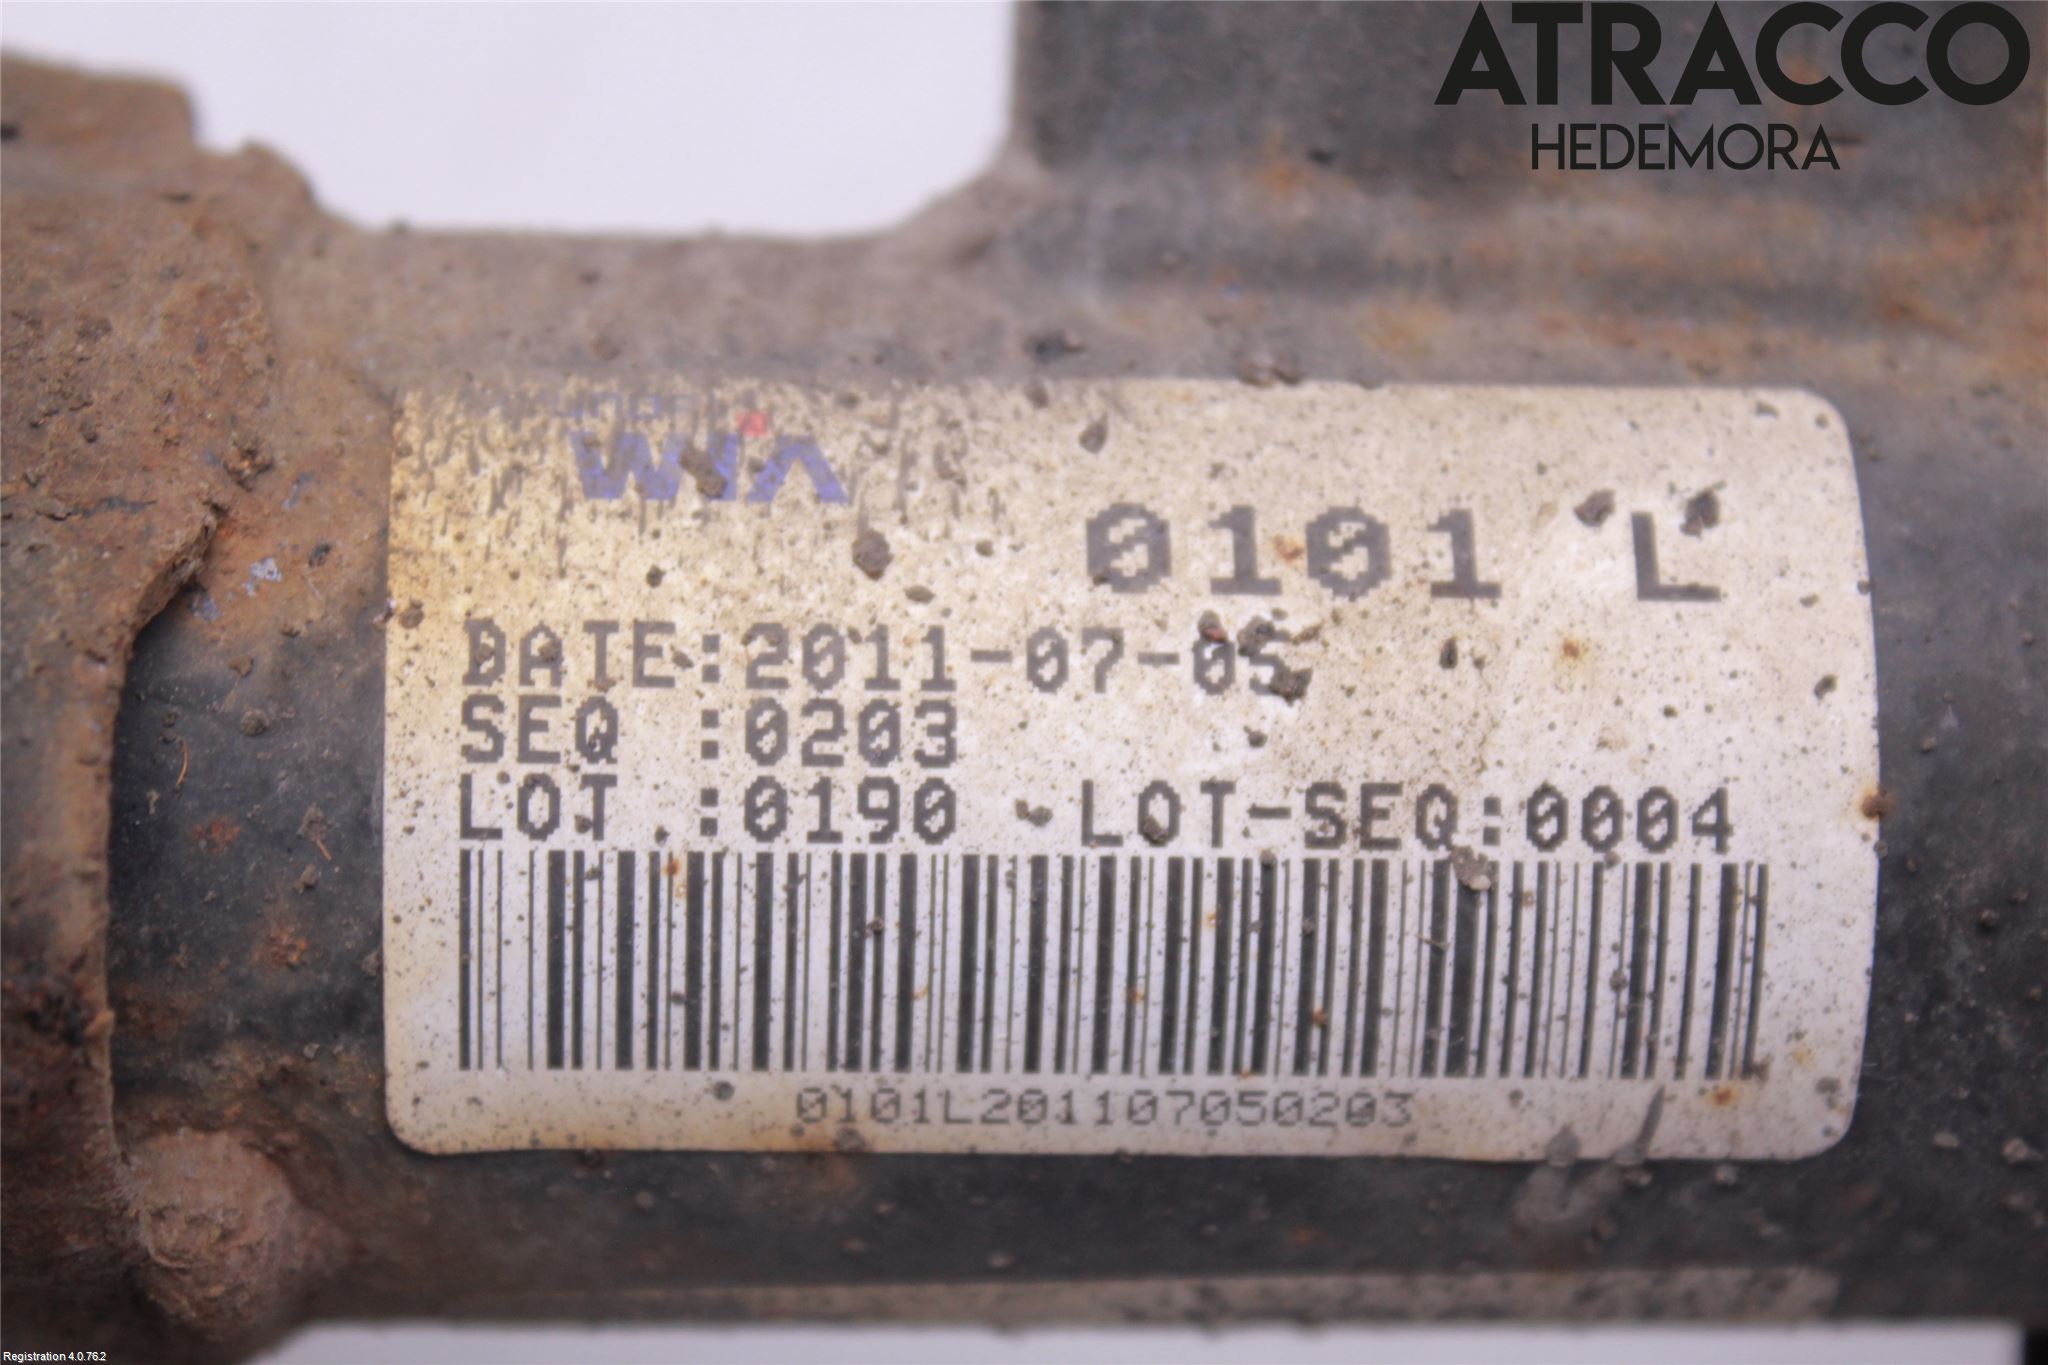 ATRACCO
HEDEMORA
WIA
0101 L
DATE:2011-07-05
SEQ :0203
LOT :0190 LOT-SEQ:0004
0101L201107050203
Registration 4.0.76.2